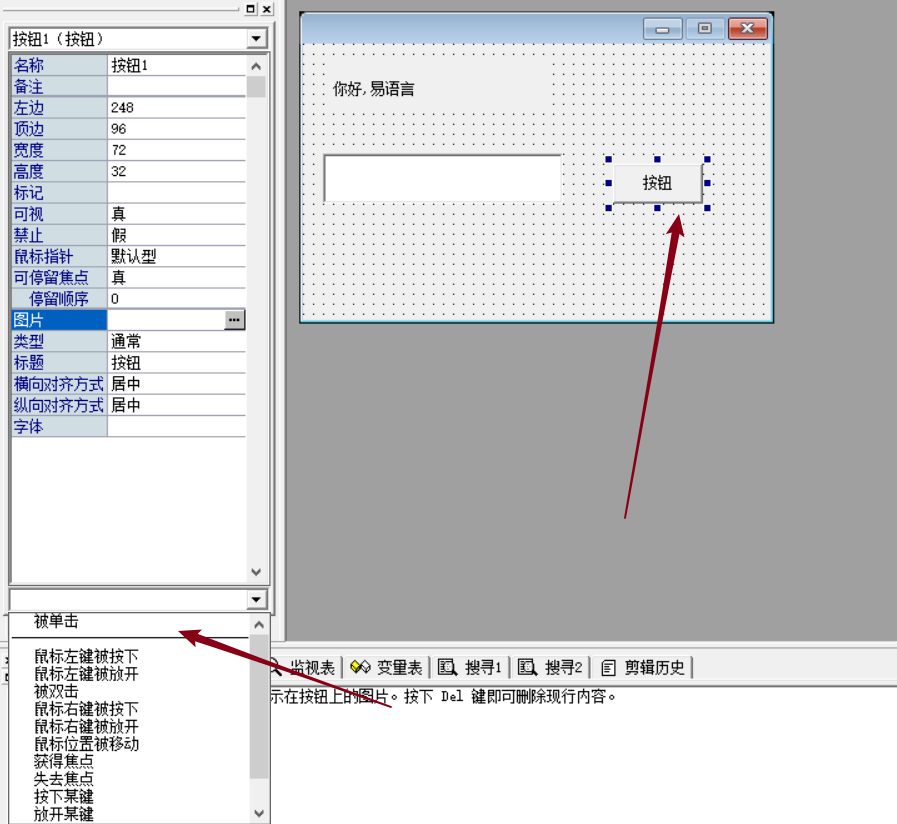 按钮1（按钮）
名称 按钮1
备注
左边 248
顶边 96
宽度 72
高度 32
标记
可视 真
禁止 假
鼠标指针 默认型
可停留焦点 真
停留顺序 0
图片 ...
类型 通常
标题 按钮
横向对齐方式 居中
纵向对齐方式 居中
字体
被单击
鼠标左键被按下
鼠标左键被放开
被双击
鼠标右键被按下
鼠标右键被放开
鼠标位置被移动
获得焦点
失去焦点
按下某键
放开某键
你好,易语言
按钮
监视表 变量表 搜寻1 搜寻2 剪辑历史
示在按钮上的图片。按下 Del 键即可删除现行内容。